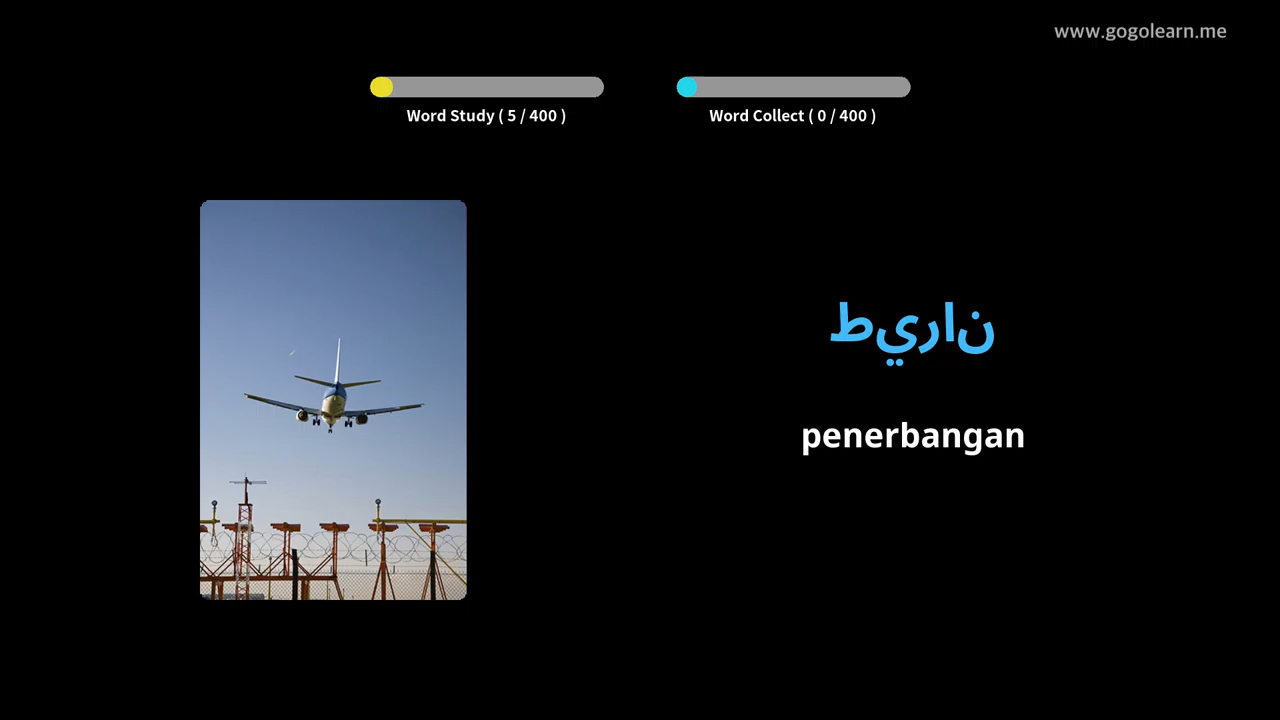 www.gogolearn.me
Word Study ( 5 / 400 )
Word Collect ( 0 / 400 )
طيران
penerbangan